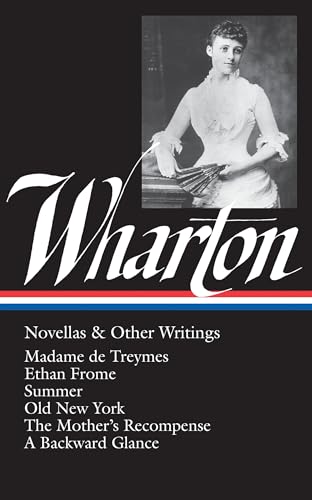 Wharton
Novellas & Other Writings
Madame de Treymes
Ethan Frome
Summer
Old New York
The Mother's Recompense
A Backward Glance